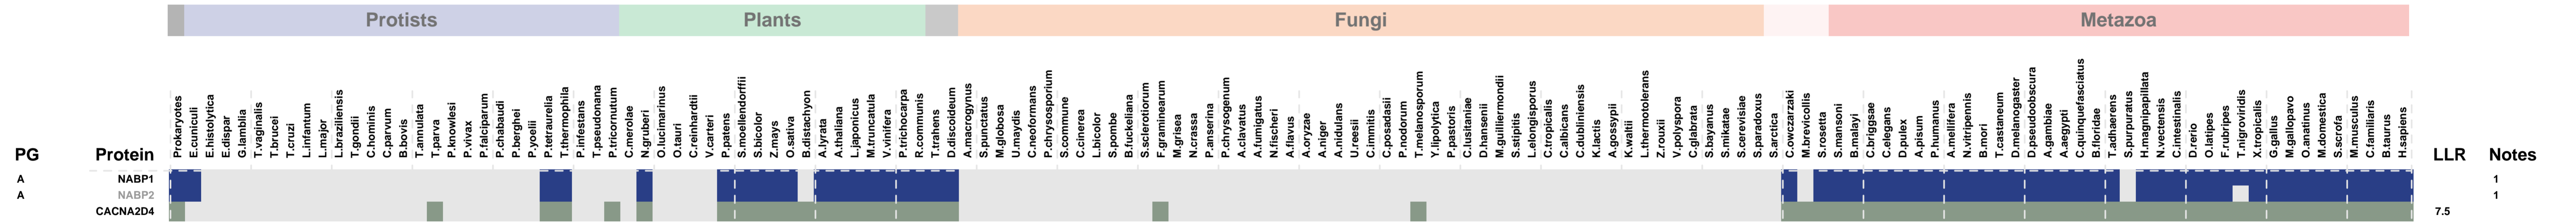 Protists Plants Fungi Metazoa
Prokaryotes E.cuniculi E.histolytica E.dispar G.lamblia T.vaginalis T.brucei T.cruzi L.infantum L.major L.braziliensis T.gondii C.hominis C.parvum B.bovis T.annulata T.parva P.knowlesi P.vivax P.falciparum P.chabaudi P.berghei P.yoelii P.tetraurelia T.thermophila P.infestans T.pseudonana P.tricornutum C.merolae N.gruberi O.lucimarinus O.tauri C.reinhardtii V.carteri P.patens S.moellendorffii S.bicolor Z.mays O.sativa B.distachyon A.lyrata A.thaliana L.japonicus M.truncatula V.vinifera P.trichocarpa R.communis T.trahens D.discoideum A.macrogynus S.punctatus M.globosa U.maydis C.neoformans P.chrysosporium S.commune C.cinerea L.bicolor S.pombe B.fuckeliana S.sclerotiorum F.graminearum M.grisea N.crassa P.anserina P.chrysogenum A.clavatus A.fumigatus N.fischeri A.flavus A.oryzae A.niger A.nidulans U.reesii C.immitis C.posadasii P.nodorum T.melanosporum Y.lipolytica P.pastoris C.lusitaniae D.hansenii M.guilliermondii S.stipitis L.elongisporus C.tropicalis C.albicans C.dubliniensis K.lactis A.gossypii K.waltii L.thermotolerans Z.rouxii V.polyspora C.glabrata S.bayanus S.mikatae S.cerevisiae S.paradoxus S.arctica C.owczarzaki M.brevicollis S.rosetta S.mansoni B.malayi C.briggsae C.elegans D.pulex A.pisum P.humanus A.mellifera N.vitripennis B.mori T.castaneum D.melanogaster D.pseudoobscura A.gambiae A.aegypti C.quinquefasciatus B.floridae T.adhaerens S.purpuratus H.magnipapillata N.vectensis C.intestinalis D.rerio O.latipes F.rubripes T.nigroviridis X.tropicalis G.gallus M.gallopavo O.anatinus M.domestica S.scrofa M.musculus C.familiaris B.taurus H.sapiens
PG Protein LLR Notes
A NABP1 1
A NABP2 1
CACNA2D4 7.5